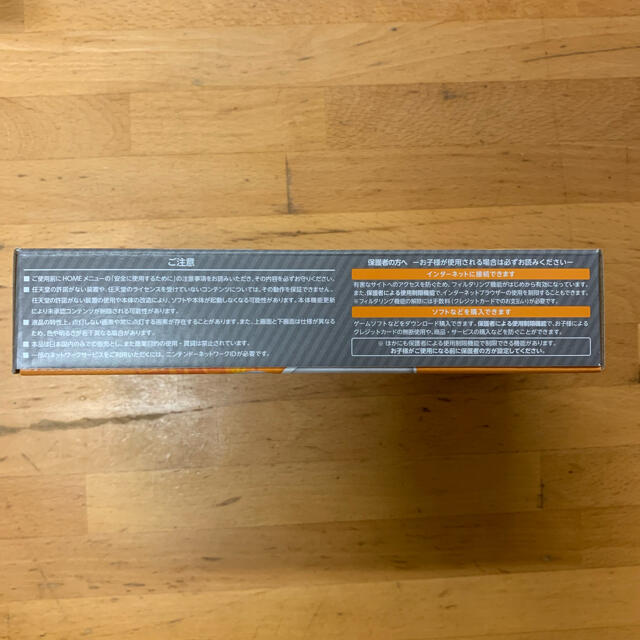 ご注意
■ ご使用前にHOMEメニューの「安全に使用するために」の注意事項をお読みいただき、その内容を必ずお守りください。
■ 任天堂の許諾がない装置や、任天堂のライセンスを受けていないコンテンツについては、その動作を保証できません。
任天堂の許諾がない装置の使用や本体の改造により、ソフトや本体が起動しなくなる可能性があります。本体機能更新
により未承認コンテンツが削除される可能性があります。
■ 液晶の特性上、点灯しない画素や常に点灯する画素が存在することがあります。また、上画面と下画面は仕様が異なる
ため、色や明るさが若干異なる場合があります。
■ 本品は日本国内のみでの販売とし、また商業目的の使用・賃貸は禁止されています。
■ 一部のネットワークサービスをご利用いただくには、ニンテンドーネットワークIDが必要です。
保護者の方へ ーお子様が使用される場合は必ずお読みくださいー
インターネットに接続できます
有害なサイトへのアクセスを防ぐため、フィルタリング機能がはじめから有効になっています。
また、保護者による使用制限機能でインターネットブラウザーの使用を制限することもできます。
※フィルタリング機能の解除には手数料（クレジットカードでのお支払い）が必要です。
ソフトなどを購入できます
ゲームソフトなどをダウンロード購入できます。保護者による使用制限機能で、お子様による
クレジットカードの無断使用や、商品・サービスの購入などを防ぐことができます。
※ ほかにも保護者による使用制限機能で制限できる機能があります。
お子様がご使用になる前に保護者の方が設定してください。